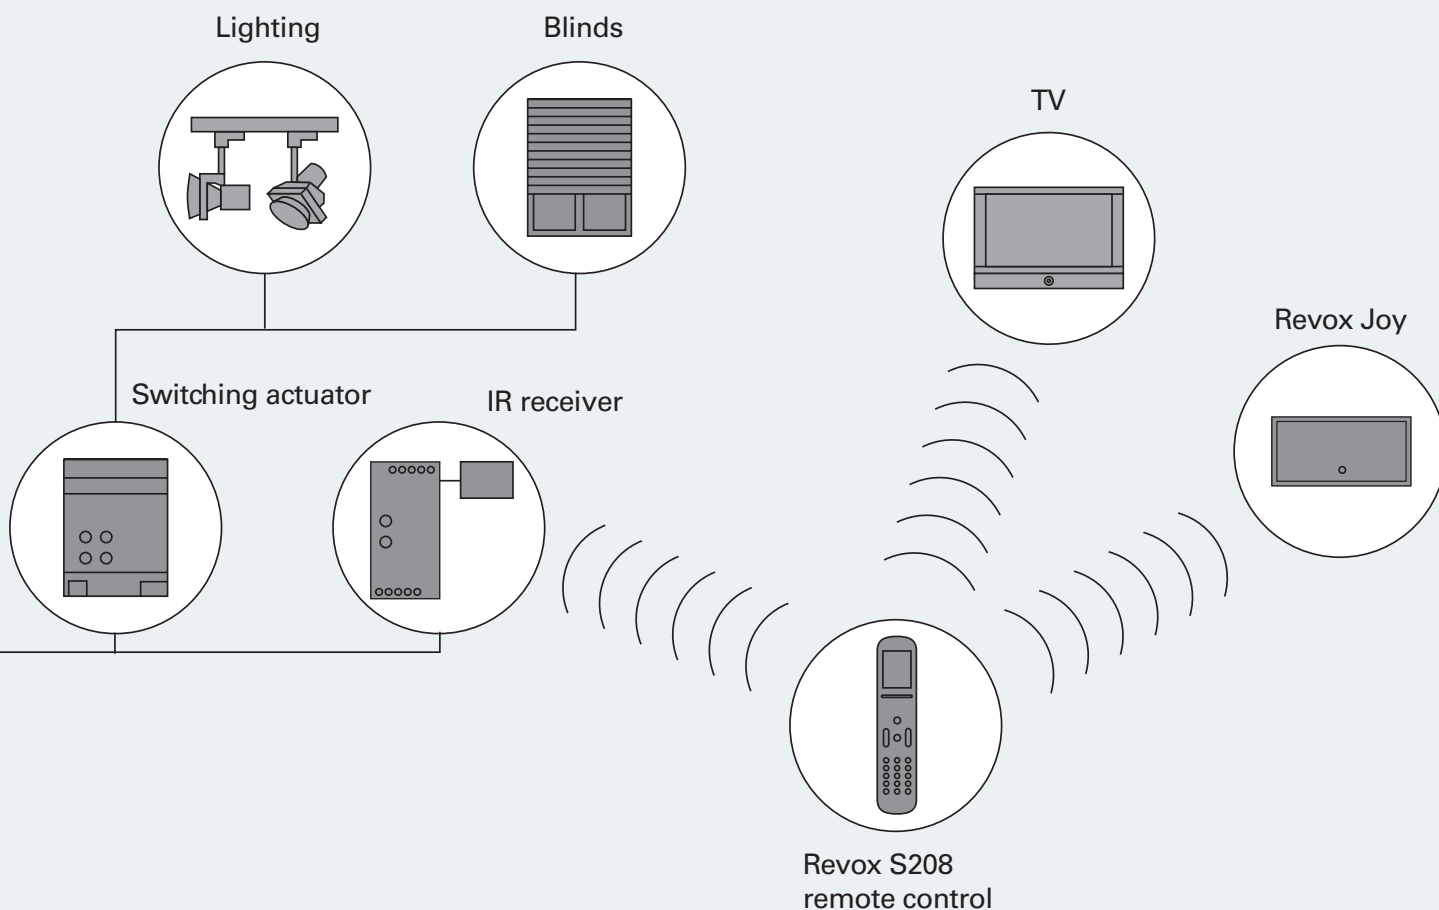 Lighting
Blinds
TV
Revox Joy
Switching actuator
IR receiver
Revox S208
remote control